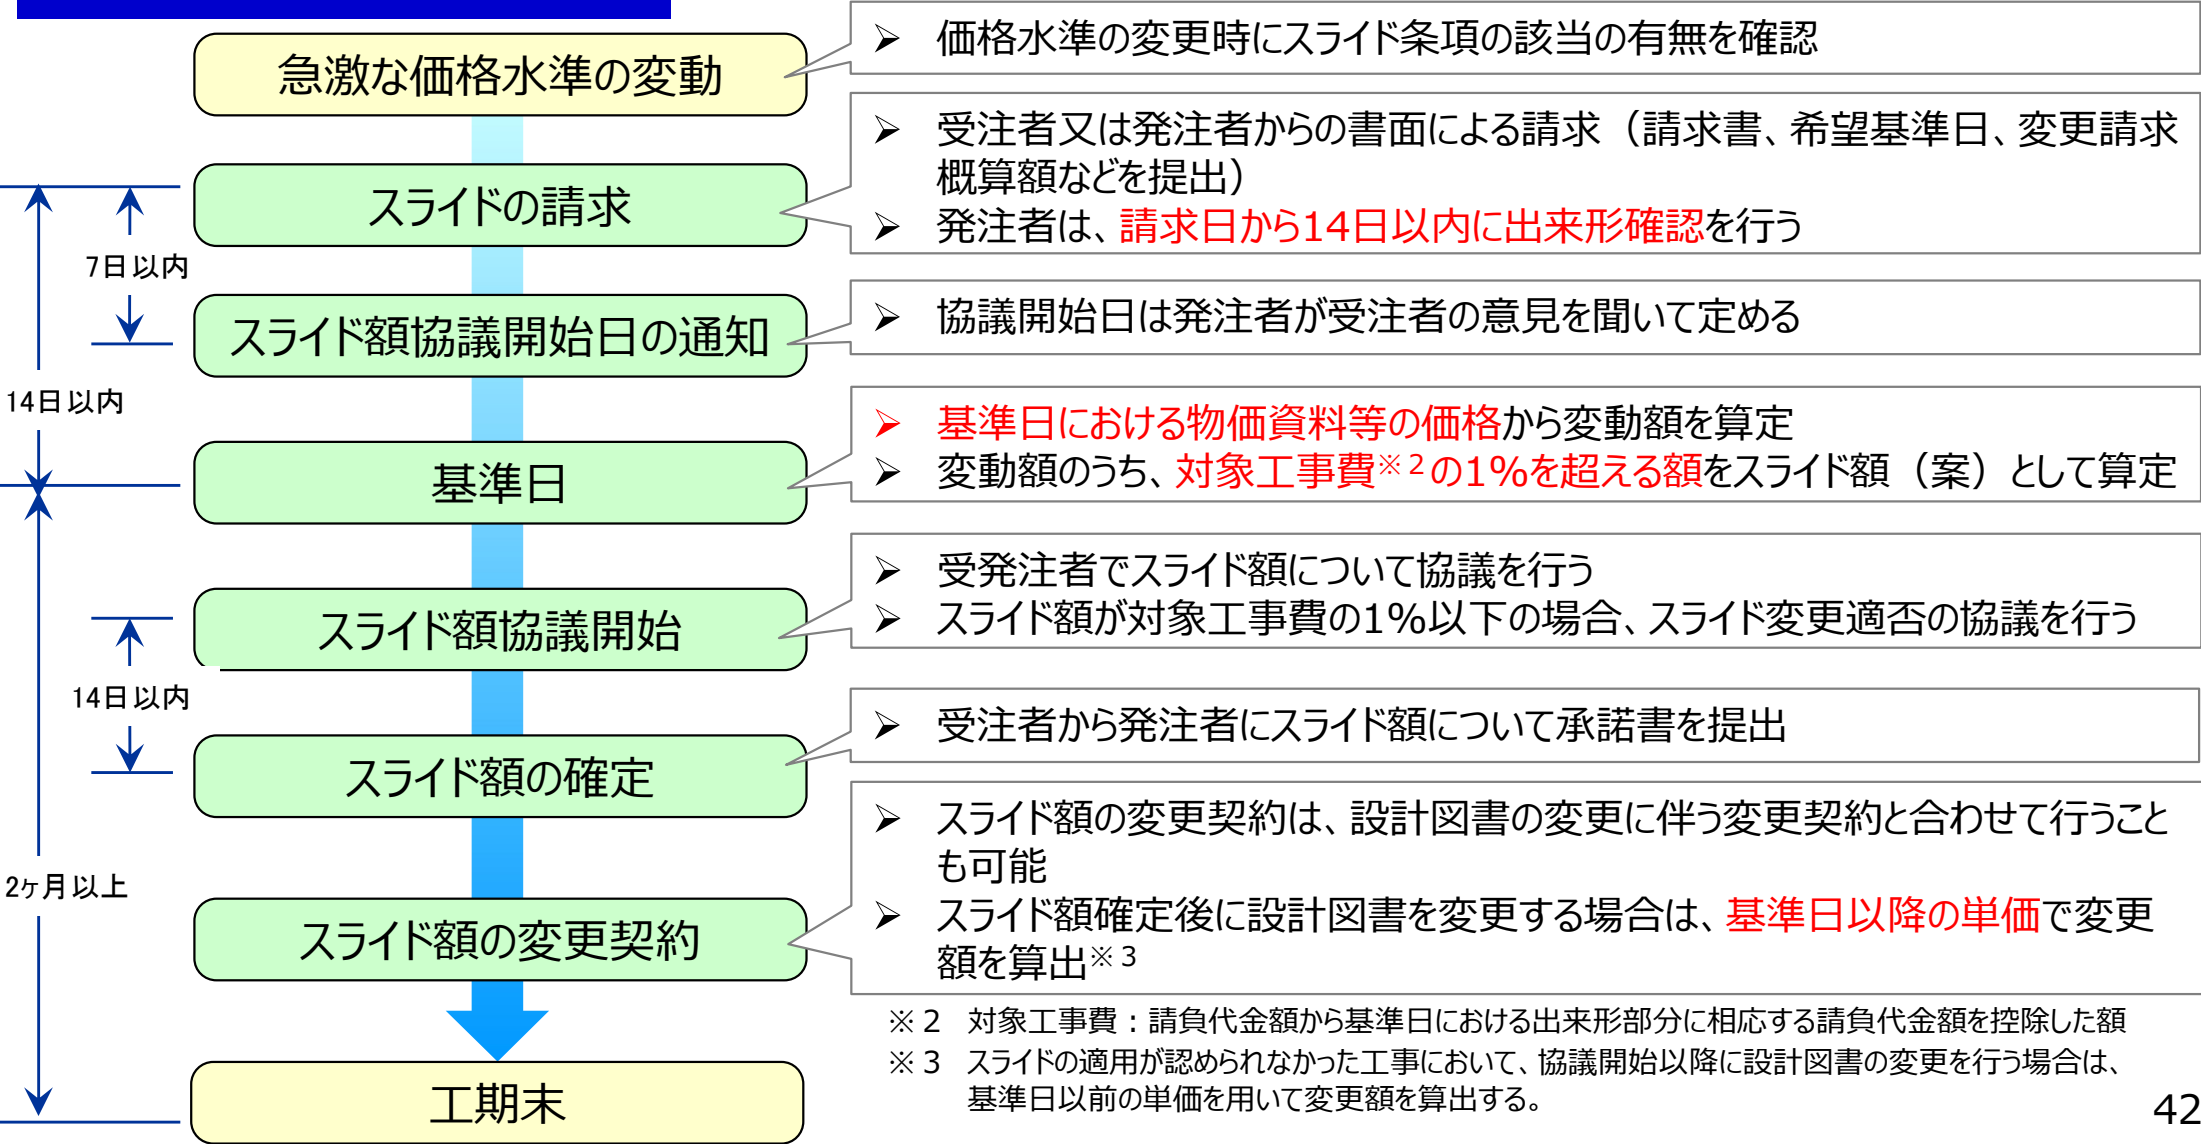 急激な価格水準の変動
➢ 価格水準の変更時にスライド条項の該当の有無を確認
スライドの請求
➢ 受注者又は発注者からの書面による請求（請求書、希望基準日、変更請求
概算額などを提出）
➢ 発注者は、請求日から14日以内に出来形確認を行う
7日以内
スライド額協議開始日の通知
➢ 協議開始日は発注者が受注者の意見を聞いて定める
14日以内
基準日
➢ 基準日における物価資料等の価格から変動額を算定
➢ 変動額のうち、対象工事費※２の1%を超える額をスライド額（案）として算定
スライド額協議開始
➢ 受発注者でスライド額について協議を行う
➢ スライド額が対象工事費の1%以下の場合、スライド変更適否の協議を行う
14日以内
スライド額の確定
➢ 受注者から発注者にスライド額について承諾書を提出
2ヶ月以上
スライド額の変更契約
➢ スライド額の変更契約は、設計図書の変更に伴う変更契約と合わせて行うこと
も可能
➢ スライド額確定後に設計図書を変更する場合は、基準日以降の単価で変更
額を算出※３
工期末
※２ 対象工事費：請負代金額から基準日における出来形部分に相応する請負代金額を控除した額
※３ スライドの適用が認められなかった工事において、協議開始以降に設計図書の変更を行う場合は、
基準日以前の単価を用いて変更額を算出する。
42